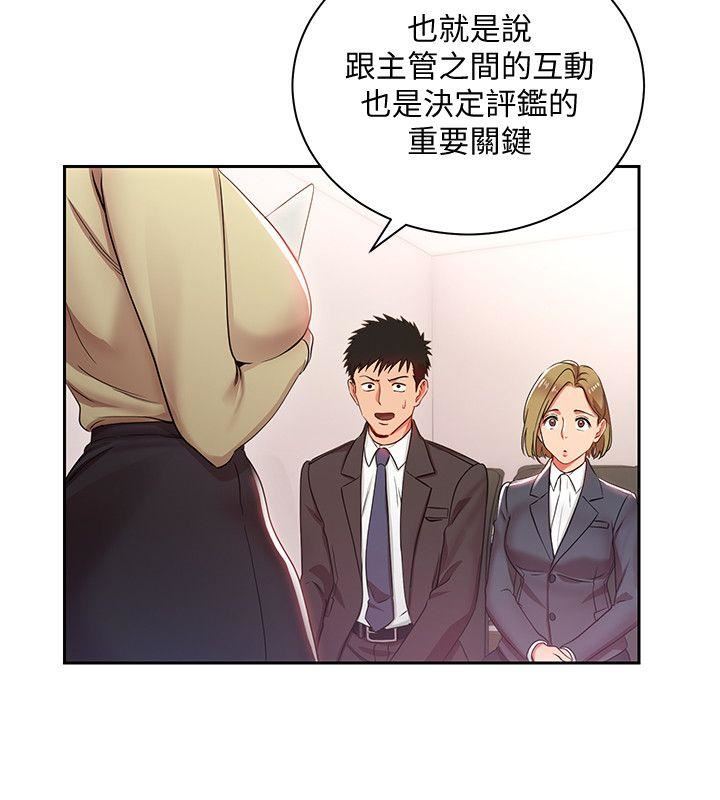 也就是說
跟主管之間的互動
也是決定評鑑的
重要關鍵